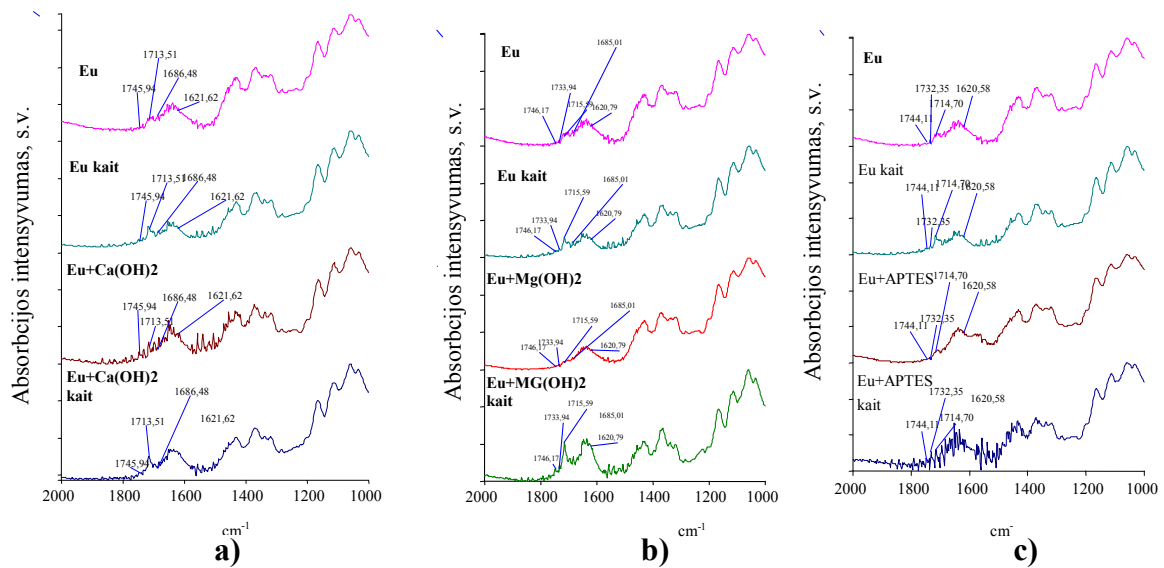 Absorbcijos intensyvumas, s.v.
Eu
1745,94
1713,51
1686,48
1621,62
Eu kait
1745,94
1713,51
1686,48
1621,62
Eu+Ca(OH)2
1745,94
1713,51
1686,48
1621,62
Eu+Ca(OH)2
kait
1745,94
1713,51
1686,48
1621,62
2000 1800 1600 1400 1200 1000
cm-1
a)
Absorbcijos intensyvumas, s.v.
Eu
1746,17
1733,94
1715,59
1685,01
1620,79
Eu kait
1746,17
1733,94
1715,59
1685,01
1620,79
Eu+Mg(OH)2
1746,17
1733,94
1715,59
1685,01
1620,79
Eu+MG(OH)2
kait
1746,17
1733,94
1715,59
1685,01
1620,79
2000 1800 1600 1400 1200 1000
cm-1
b)
Absorbcijos intensyvumas, s.v.
Eu
1744,11
1732,35
1714,70
1620,58
Eu kait
1744,11
1732,35
1714,70
1620,58
Eu+APTES
1744,11
1732,35
1714,70
1620,58
Eu+APTES
kait
1744,11
1732,35
1714,70
1620,58
2000 1800 1600 1400 1200 1000
cm-
c)